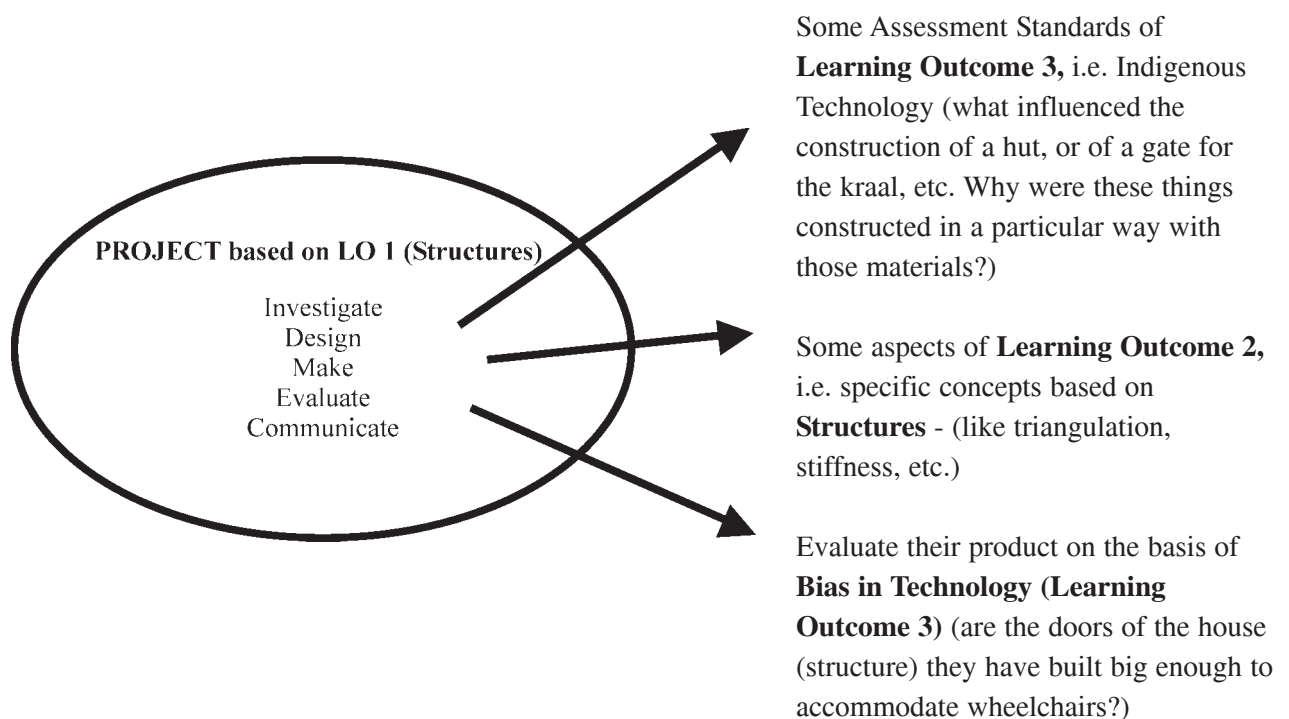 PROJECT based on LO 1 (Structures)
Investigate
Design
Make
Evaluate
Communicate
Some Assessment Standards of
Learning Outcome 3, i.e. Indigenous
Technology (what influenced the
construction of a hut, or of a gate for
the kraal, etc. Why were these things
constructed in a particular way with
those materials?)
Some aspects of Learning Outcome 2,
i.e. specific concepts based on
Structures - (like triangulation,
stiffness, etc.)
Evaluate their product on the basis of
Bias in Technology (Learning
Outcome 3) (are the doors of the house
(structure) they have built big enough to
accommodate wheelchairs?)